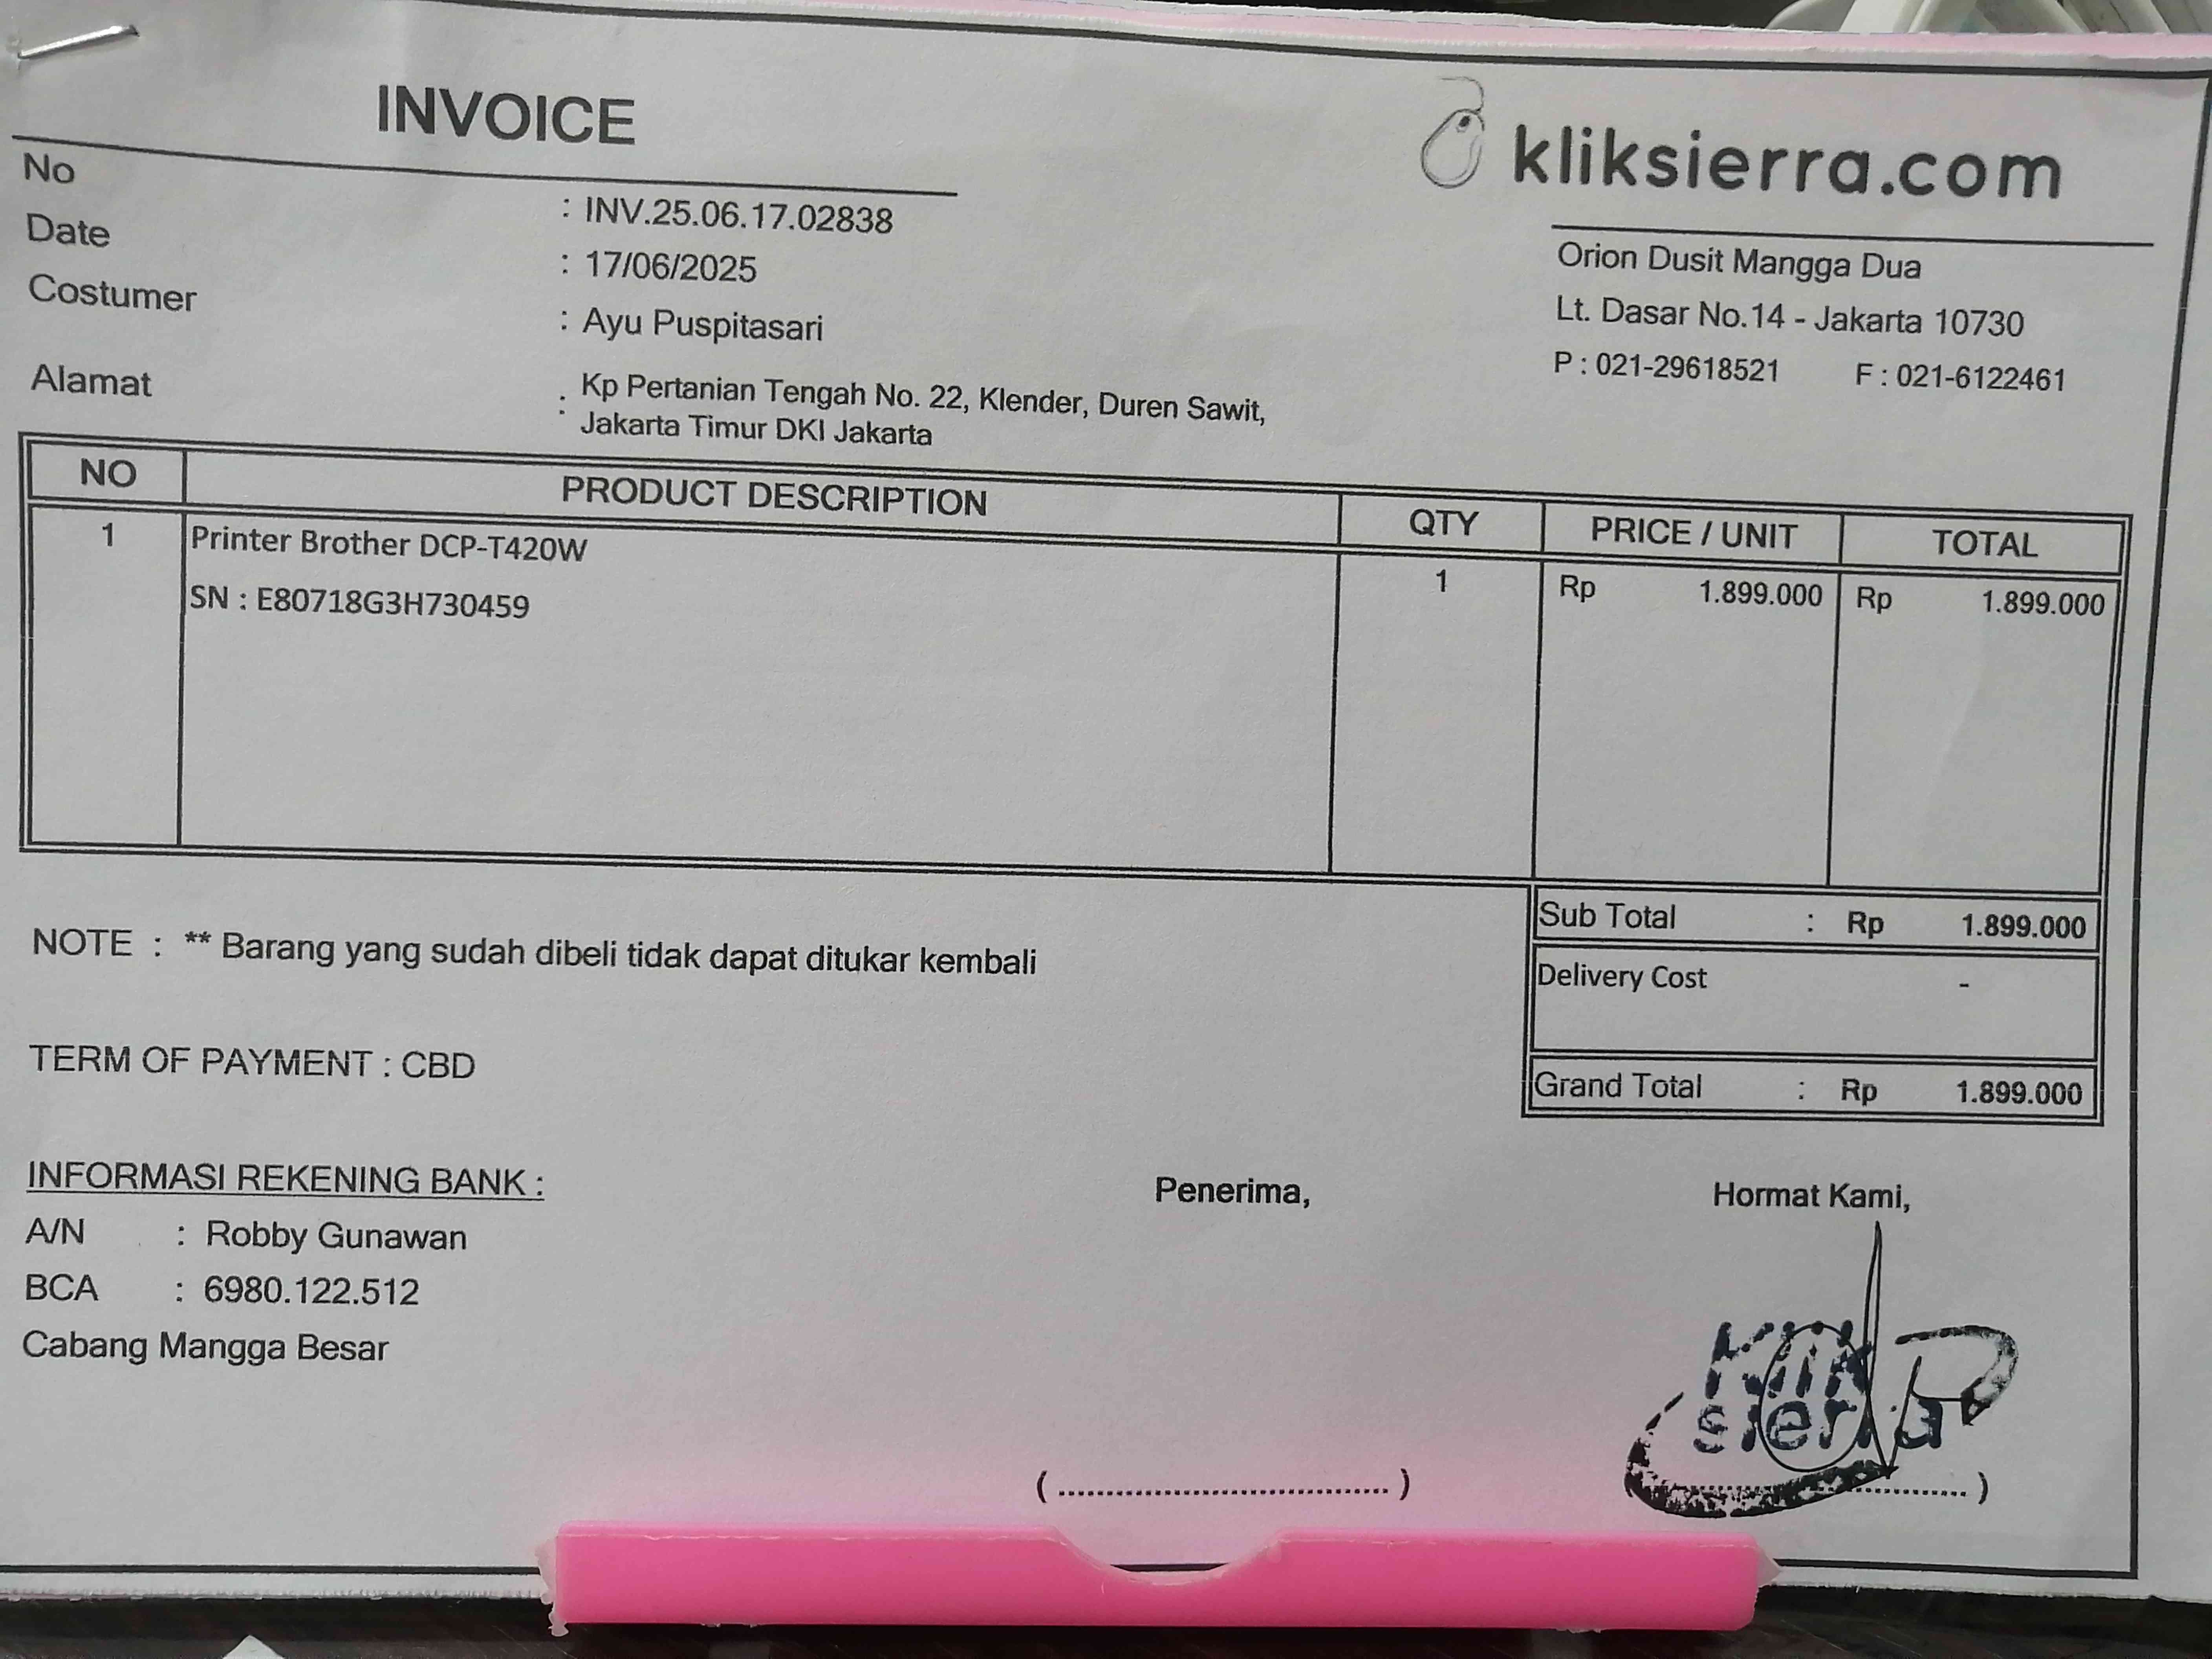 INVOICE
kliksierra.com
No : INV.25.06.17.02838
Date : 17/06/2025
Costumer : Ayu Puspitasari
Alamat : Kp Pertanian Tengah No. 22, Klender, Duren Sawit,
Jakarta Timur DKI Jakarta
Orion Dusit Mangga Dua
Lt. Dasar No.14 - Jakarta 10730
P : 021-29618521 F : 021-6122461
NO PRODUCT DESCRIPTION QTY PRICE / UNIT TOTAL
1 Printer Brother DCP-T420W 1 Rp 1.899.000 Rp 1.899.000
SN : E80718G3H730459
Sub Total : Rp 1.899.000
Delivery Cost -
Grand Total : Rp 1.899.000
NOTE : ** Barang yang sudah dibeli tidak dapat ditukar kembali
TERM OF PAYMENT : CBD
INFORMASI REKENING BANK :
A/N : Robby Gunawan
BCA : 6980.122.512
Cabang Mangga Besar
Penerima,
(....................................)
Hormat Kami,
Klik
sierra